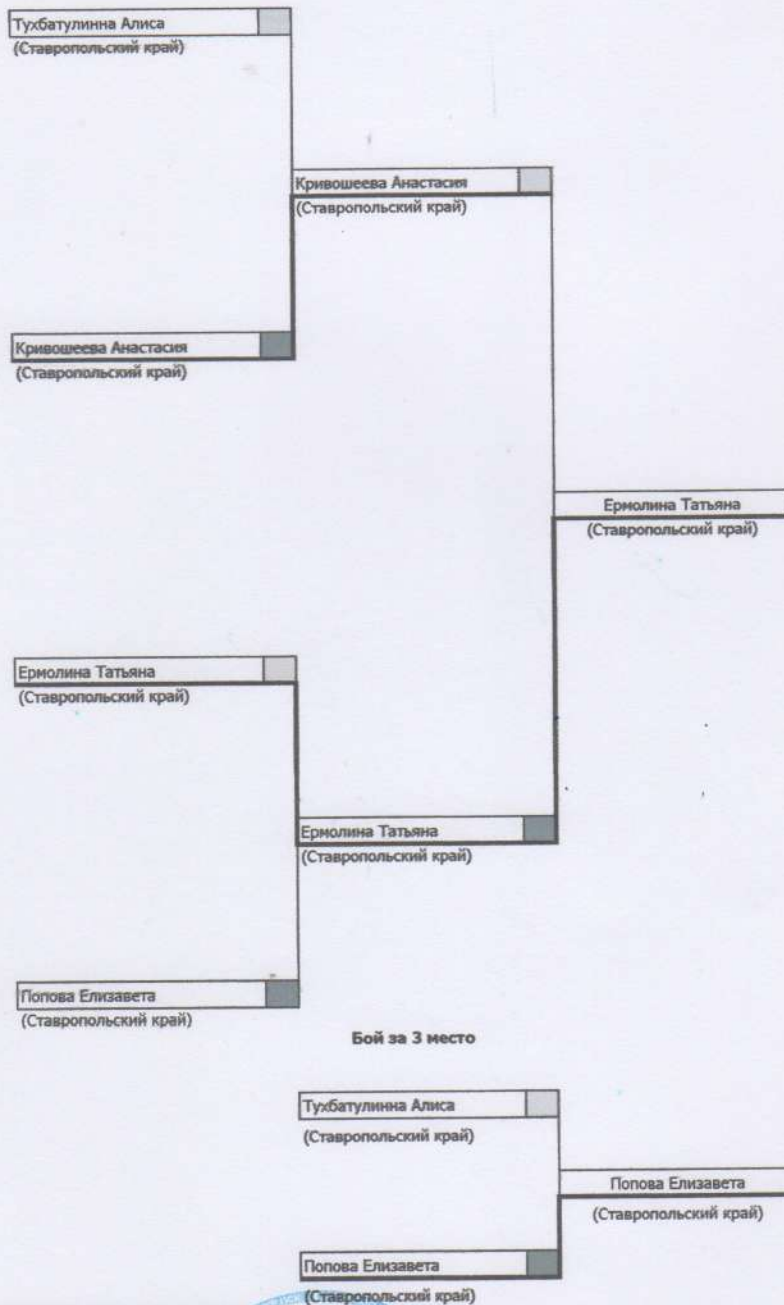 Тухбатулинна Алиса
(Ставропольский край)
Кривошеева Анастасия
(Ставропольский край)
Кривошеева Анастасия
(Ставропольский край)
Ермолина Татьяна
(Ставропольский край)
Ермолина Татьяна
(Ставропольский край)
Ермолина Татьяна
(Ставропольский край)
Попова Елизавета
(Ставропольский край)
Бой за 3 место
Тухбатулинна Алиса
(Ставропольский край)
Попова Елизавета
(Ставропольский край)
Попова Елизавета
(Ставропольский край)